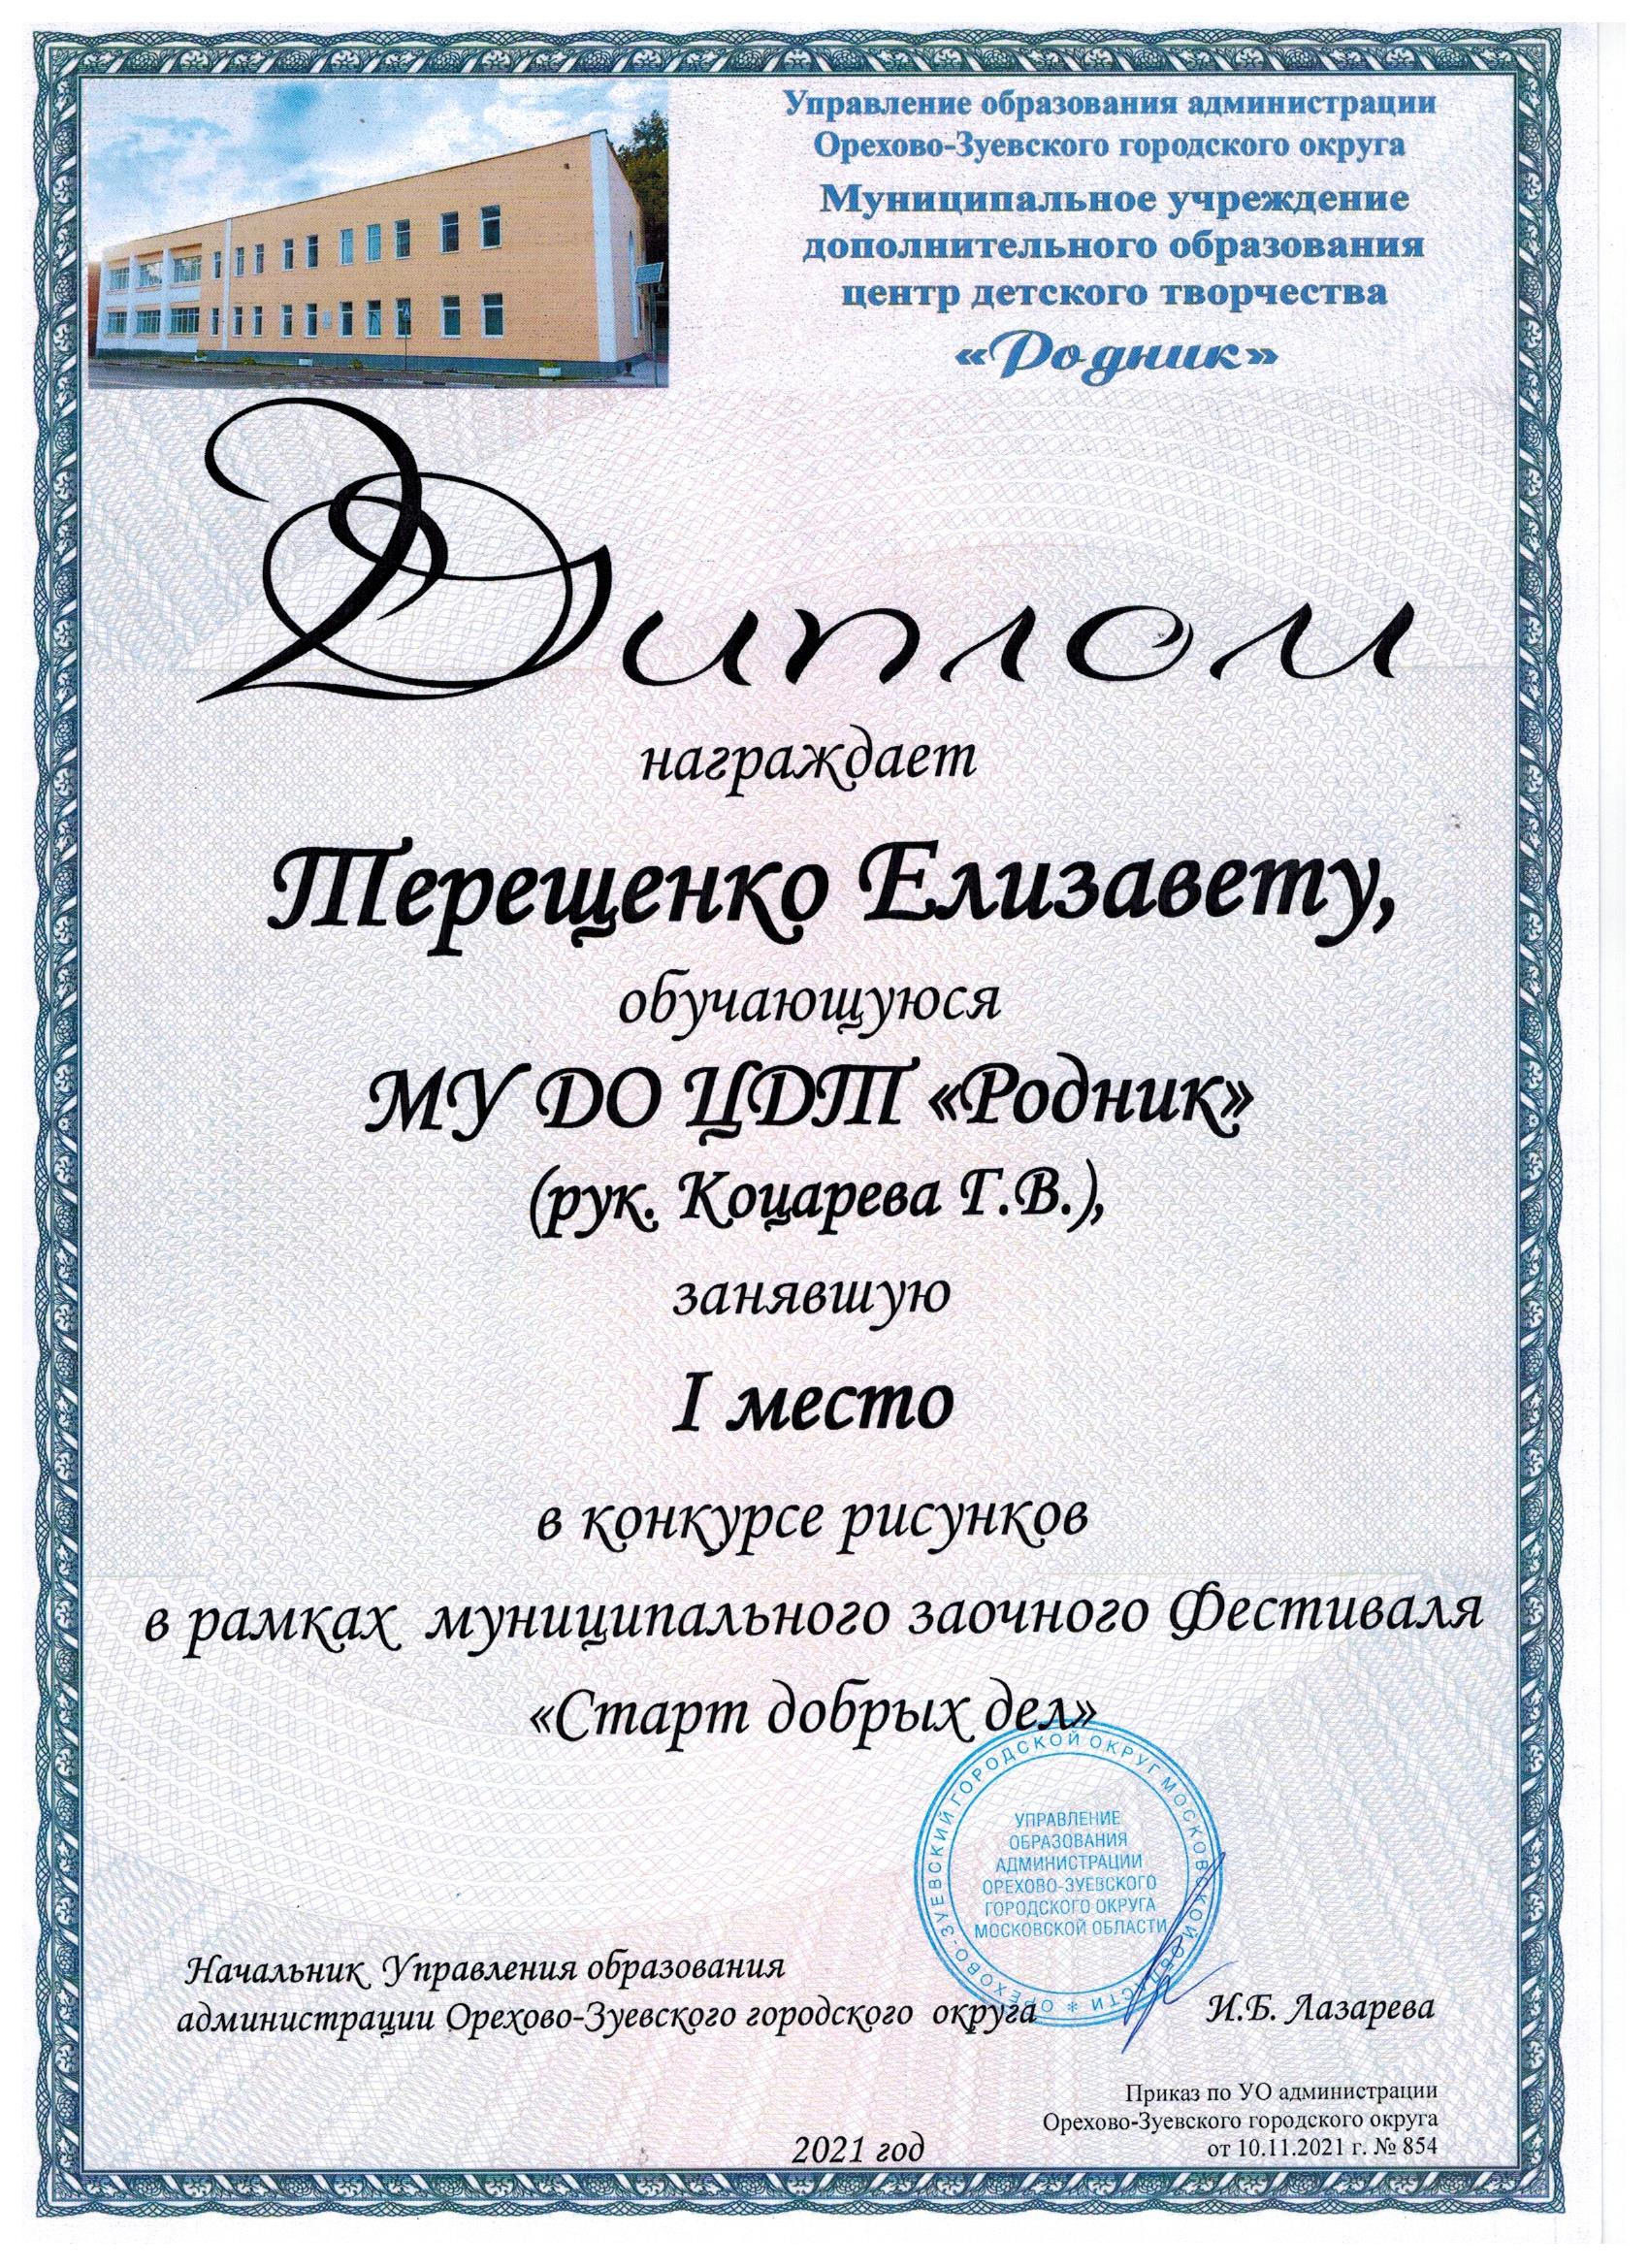 Управление образования администрации
Орехово-Зуевского городского округа
Муниципальное учреждение
дополнительного образования
центр детского творчества
«Родник»
Диплом
награждает
Терещенко Елизавету,
обучающуюся
МУ ДО ЦДТ «Родник»
(рук. Коцарева Г.В.),
занявшую
I место
в конкурсе рисунков
в рамках муниципального заочного Фестиваля
«Старт добрых дел»
ОРЕХОВО-ЗУЕВСКИЙ ГОРОДСКОЙ ОКРУГ МОСКОВСКОЙ ОБЛАСТИ *
УПРАВЛЕНИЕ
ОБРАЗОВАНИЯ
АДМИНИСТРАЦИИ
ОРЕХОВО-ЗУЕВСКОГО
ГОРОДСКОГО ОКРУГА
МОСКОВСКОЙ ОБЛАСТИ
Начальник Управления образования
администрации Орехово-Зуевского городского округа И.Б. Лазарева
Приказ по УО администрации
Орехово-Зуевского городского округа
от 10.11.2021 г. № 854
2021 год